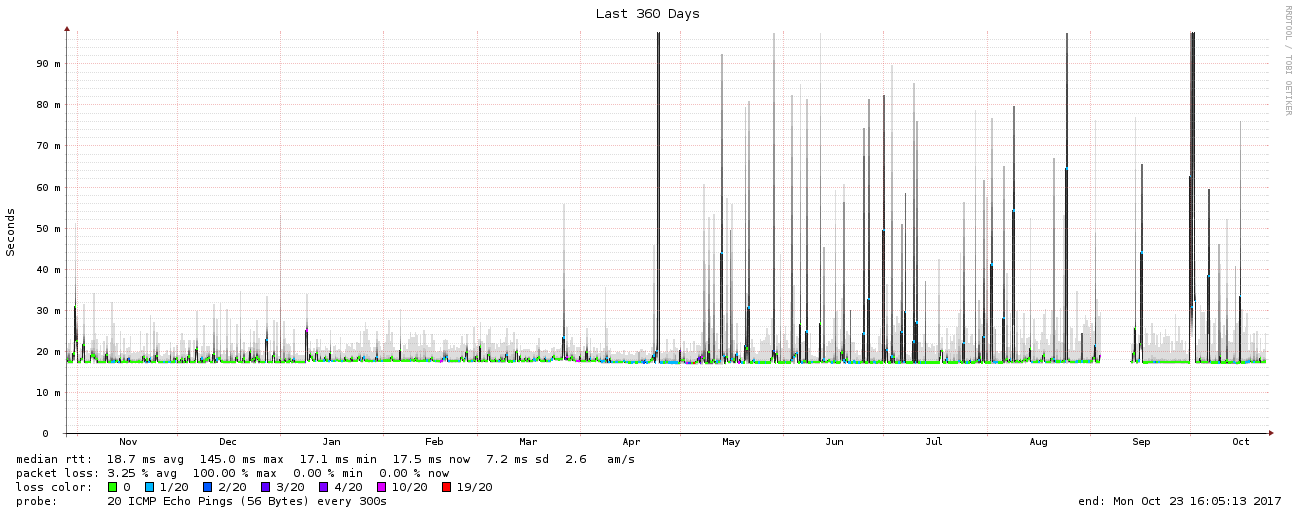 Last 360 Days
RRDTOOL / TOBI OETIKER
Seconds
90 m
80 m
70 m
60 m
50 m
40 m
30 m
20 m
10 m
0
Nov Dec Jan Feb Mar Apr May Jun Jul Aug Sep Oct
median rtt: 18.7 ms avg 145.0 ms max 17.1 ms min 17.5 ms now 7.2 ms sd 2.6 am/s
packet loss: 3.25 % avg 100.00 % max 0.00 % min 0.00 % now
loss color: 0 1/20 2/20 3/20 4/20 10/20 19/20
probe: 20 ICMP Echo Pings (56 Bytes) every 300s end: Mon Oct 23 16:05:13 2017